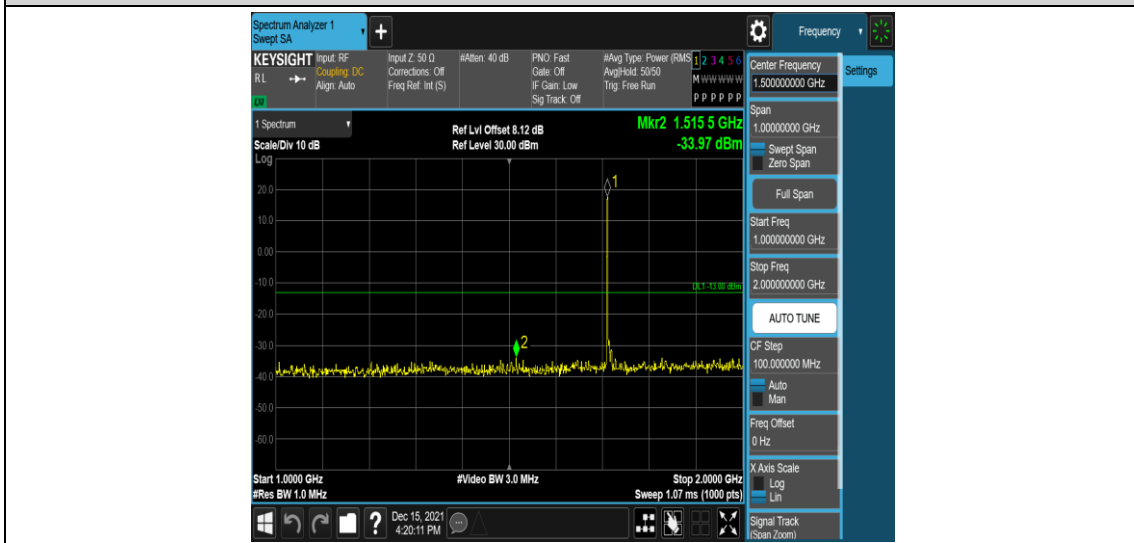 Spectrum Analyzer 1
Swept SA
+
Frequency
KEYSIGHT
Input: RF
Coupling: DC
Align: Auto
RL
LXI
Input Z: 50 Ω
Corrections: Off
Freq Ref: Int (S)
#Atten: 40 dB
PNO: Fast
Gate: Off
IF Gain: Low
Sig Track: Off
#Avg Type: Power (RMS
Avg|Hold: 50/50
Trig: Free Run
1 2 3 4 5 6
M W W W W W
P P P P P P
Center Frequency
1.500000000 GHz
Settings
Span
1.00000000 GHz
Swept Span
Zero Span
Full Span
Start Freq
1.000000000 GHz
Stop Freq
2.000000000 GHz
AUTO TUNE
CF Step
100.000000 MHz
Auto
Man
Freq Offset
0 Hz
X Axis Scale
Log
Lin
Signal Track
(Span Zoom)
1 Spectrum
Scale/Div 10 dB
Log
Ref Lvl Offset 8.12 dB
Ref Level 30.00 dBm
Mkr2 1.515 5 GHz
-33.97 dBm
1
20.0
10.0
0.00
-10.0
DL1 -13.00 dBm
-20.0
-30.0
2
-40.0
-50.0
-60.0
Start 1.0000 GHz
#Res BW 1.0 MHz
#Video BW 3.0 MHz
Stop 2.0000 GHz
Sweep 1.07 ms (1000 pts)
?
Dec 15, 2021
4:20:11 PM